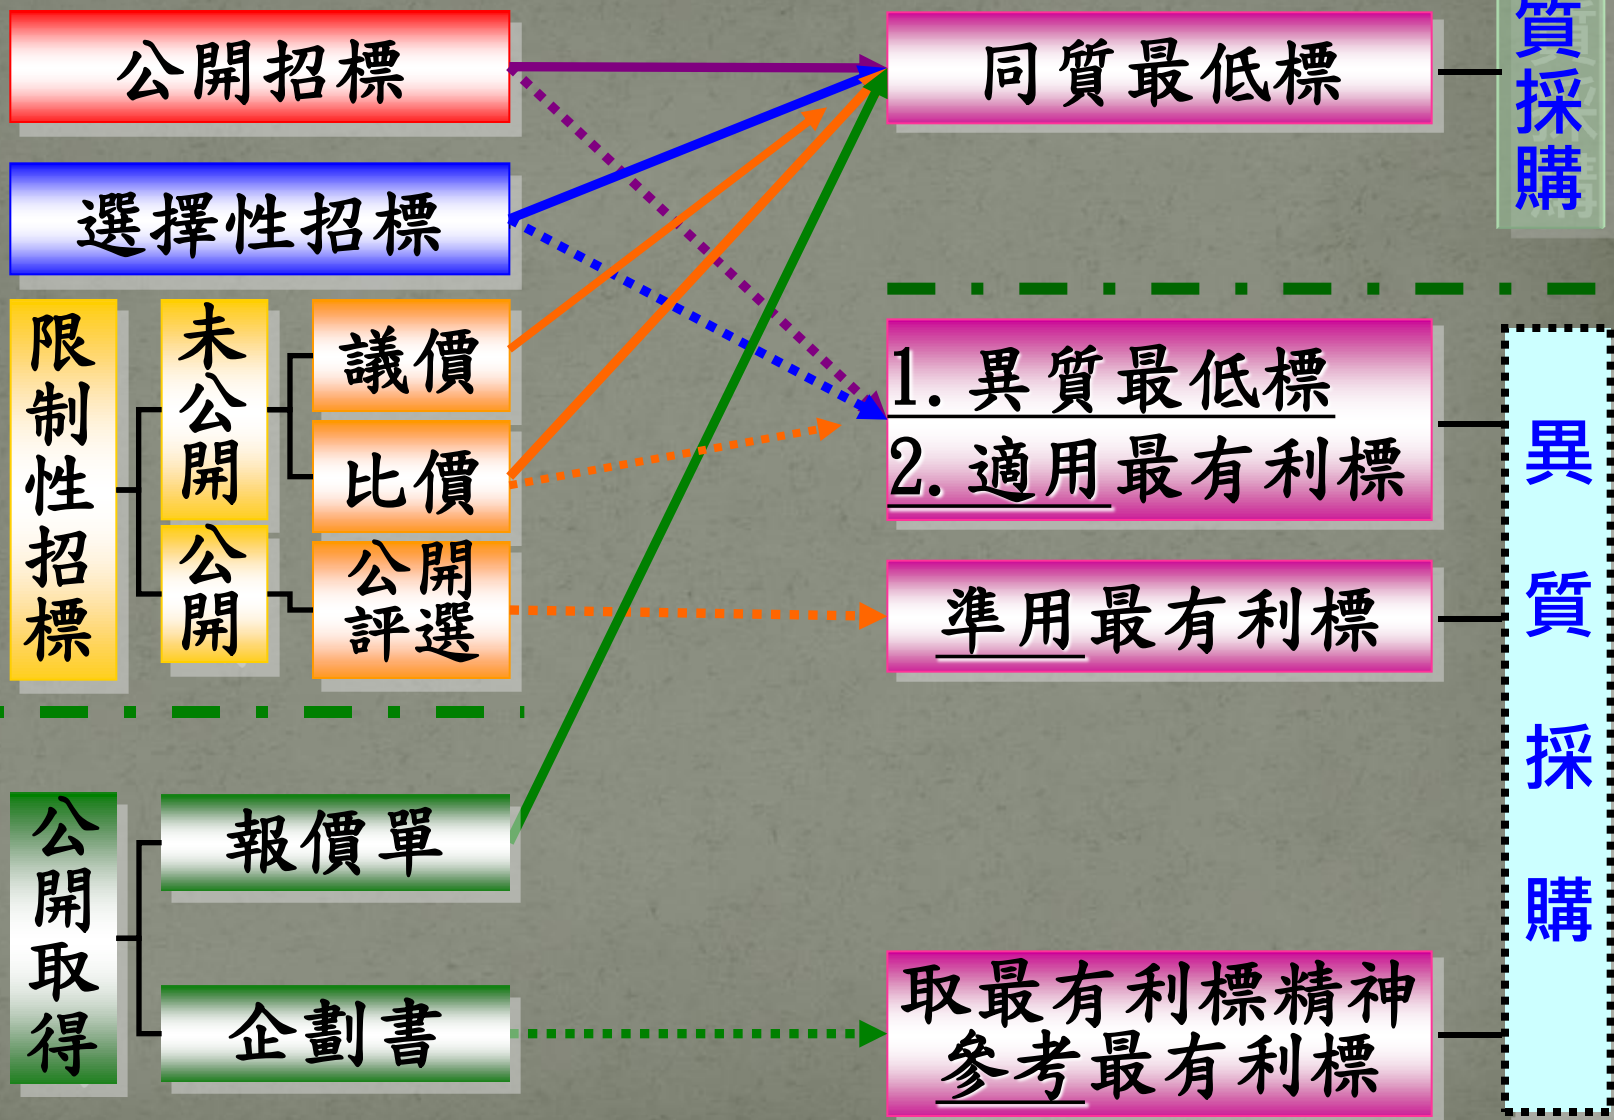 公開招標
選擇性招標
限制性招標
未公開
公開
議價
比價
公開
評選
公開取得
報價單
企劃書
同質最低標
1.異質最低標
2.適用最有利標
準用最有利標
取最有利標精神
參考最有利標
質採購
異質採購